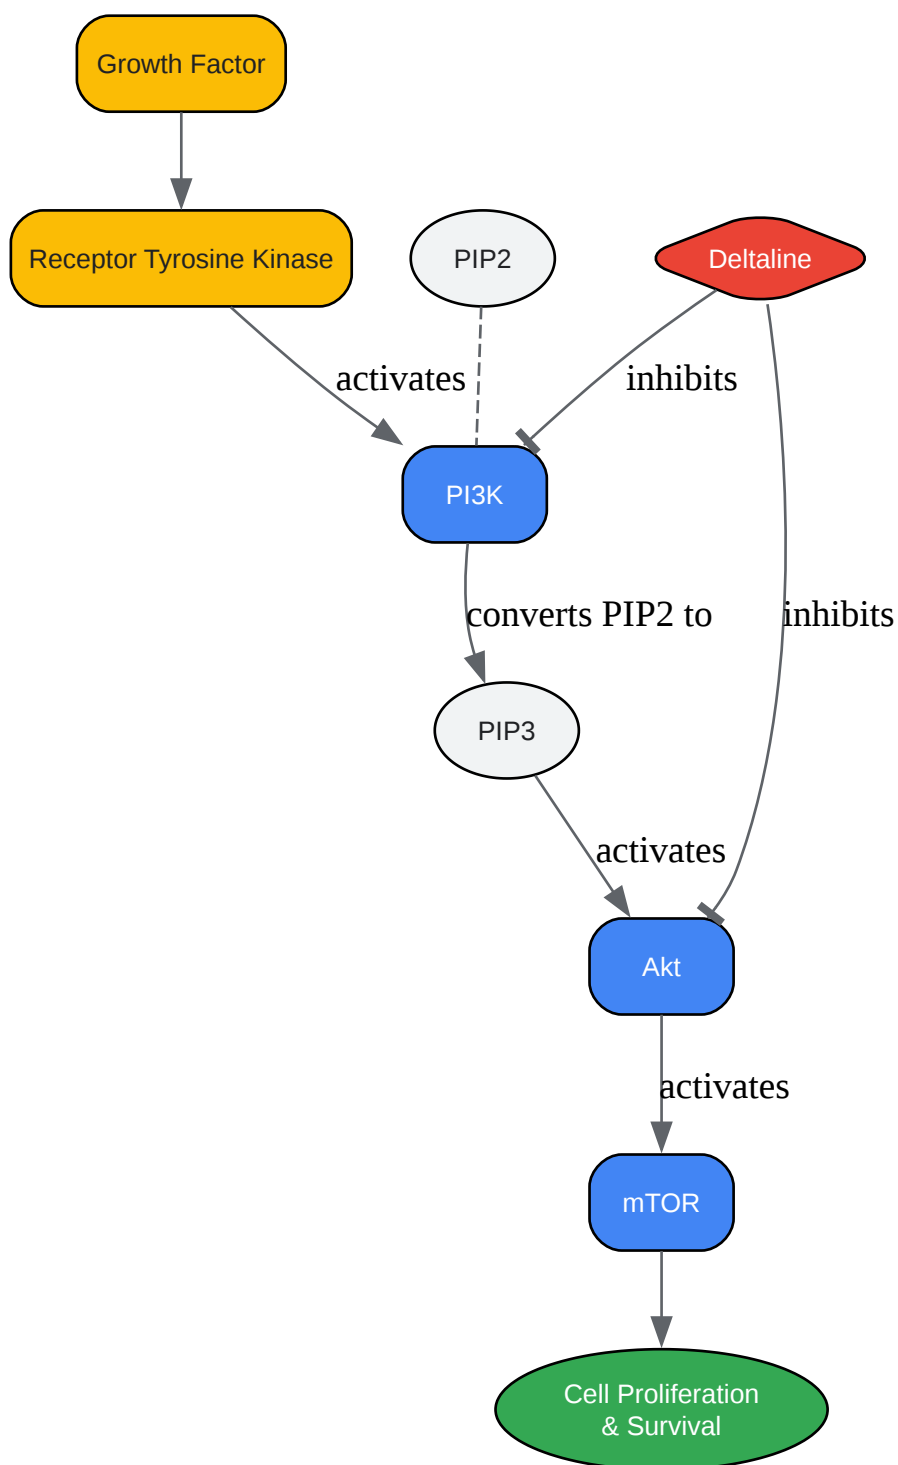 Growth Factor
Receptor Tyrosine Kinase
PIP2
Deltaline
activates
inhibits
PI3K
converts PIP2 to
inhibits
PIP3
activates
Akt
activates
mTOR
Cell Proliferation
& Survival